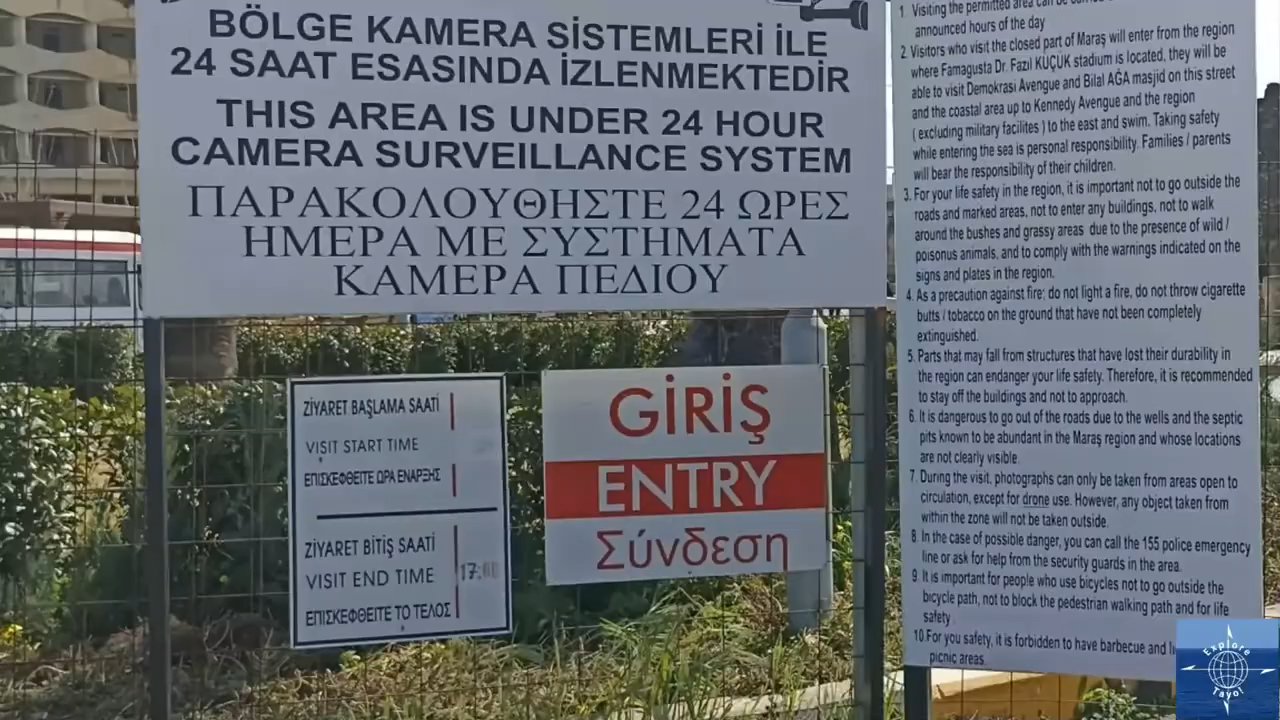 BÖLGE KAMERA SİSTEMLERİ İLE
24 SAAT ESASINDA İZLENMEKTEDİR
THIS AREA IS UNDER 24 HOUR
CAMERA SURVEILLANCE SYSTEM
ΠΑΡΑΚΟΛΟΥΘΗΣΤΕ 24 ΩΡΕΣ
ΗΜΕΡΑ ΜΕ ΣΥΣΤΗΜΑΤΑ
ΚΑΜΕΡΑ ΠΕΔΙΟΥ
ZİYARET BAŞLAMA SAATİ
VISIT START TIME
ΕΠΙΣΚΕΦΘΕΙΤΕ ΩΡΑ ΕΝΑΡΞΗΣ
ZİYARET BİTİŞ SAATİ
VISIT END TIME
17:
ΕΠΙΣΚΕΦΘΕΙΤΕ ΤΟ ΤΕΛΟΣ
GİRİŞ
ENTRY
Σύνδεση
1. Visiting the permitted area can be
announced hours of the day
2. Visitors who visit the closed part of Maraş will enter from the region
where Famagusta Dr. Fazıl KÜÇÜK stadium is located, they will be
able to visit Demokrasi Avengue and Bilal AĞA masjid on this street
and the coastal area up to Kennedy Avengue and the region
( excluding military facilites ) to the east and swim. Taking safety
while entering the sea is personal responsibility. Families / parents
will bear the responsibility of their children.
3. For your life safety in the region, it is important not to go outside the
roads and marked areas, not to enter any buildings, not to walk
around the bushes and grassy areas due to the presence of wild /
poisonus animals, and to comply with the warnings indicated on the
signs and plates in the region.
4. As a precaution against fire; do not light a fire, do not throw cigarette
butts / tobacco on the ground that have not been completely
extinguished.
5. Parts that may fall from structures that have lost their durability in
the region can endanger your life safety. Therefore, it is recommended
to stay off the buildings and not to approach.
6. It is dangerous to go out of the roads due to the wells and the septic
pits known to be abundant in the Maraş region and whose locations
are not clearly visible.
7. During the visit, photographs can only be taken from areas open to
circulation, except for drone use. However, any object taken from
within the zone will not be taken outside.
8. In the case of possible danger, you can call the 155 police emergency
line or ask for help from the security guards in the area.
9. It is important for people who use bicycles not to go outside the
bicycle path, not to block the pedestrian walking path and for life
safety
10. For you safety, it is forbidden to have barbecue and
picnic areas.
Explore
Tayo!